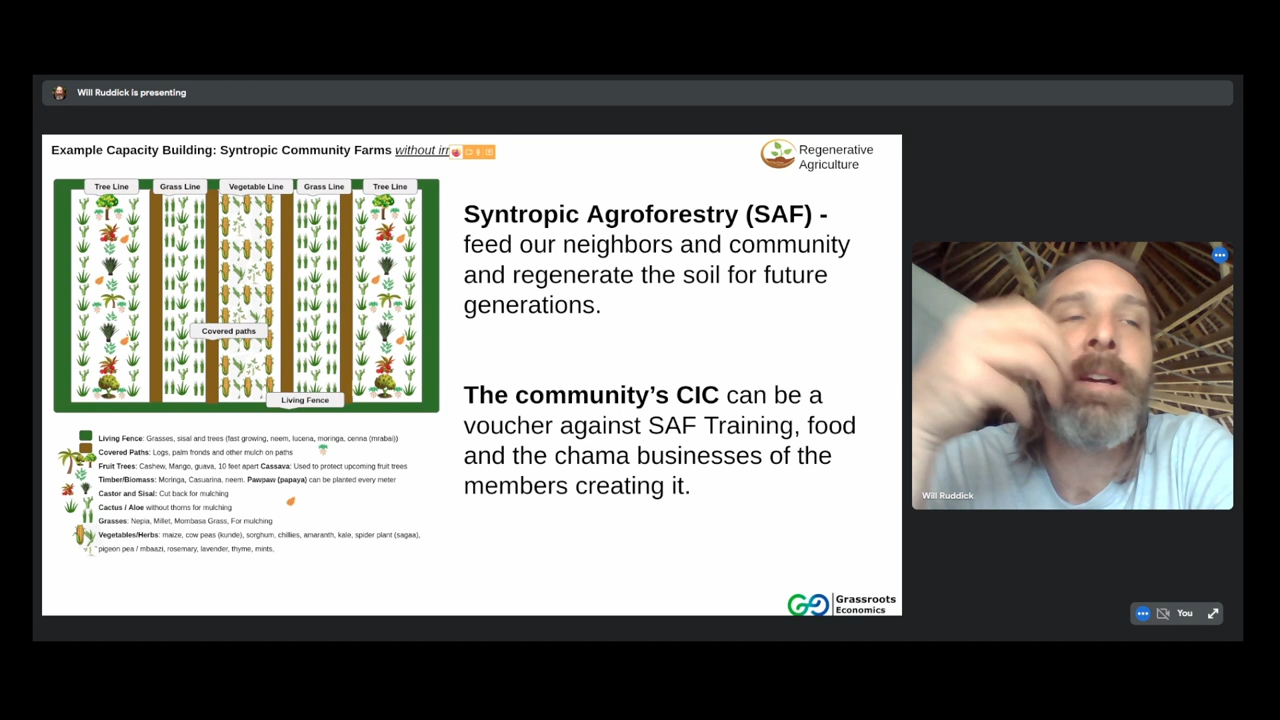 Will Ruddick is presenting
Example Capacity Building: Syntropic Community Farms without irr
Regenerative
Agriculture
Tree Line
Grass Line
Vegetable Line
Grass Line
Tree Line
Covered paths
Living Fence
Syntropic Agroforestry (SAF) -
feed our neighbors and community
and regenerate the soil for future
generations.
The community’s CIC can be a
voucher against SAF Training, food
and the chama businesses of the
members creating it.
Living Fence: Grasses, sisal and trees (fast growing, neem, lucena, moringa, cenna (mrabai))
Covered Paths: Logs, palm fronds and other mulch on paths
Fruit Trees: Cashew, Mango, guava, 10 feet apart Cassava: Used to protect upcoming fruit trees
Timber/Biomass: Moringa, Casuarina, neem. Pawpaw (papaya) can be planted every meter
Castor and Sisal: Cut back for mulching
Cactus / Aloe without thorns for mulching
Grasses: Nepia, Millet, Mombasa Grass, For mulching
Vegetables/Herbs: maize, cow peas (kunde), sorghum, chillies, amaranth, kale, spider plant (sagaa),
pigeon pea / mbaazi, rosemary, lavender, thyme, mints.
Grassroots
Economics
Will Ruddick
You